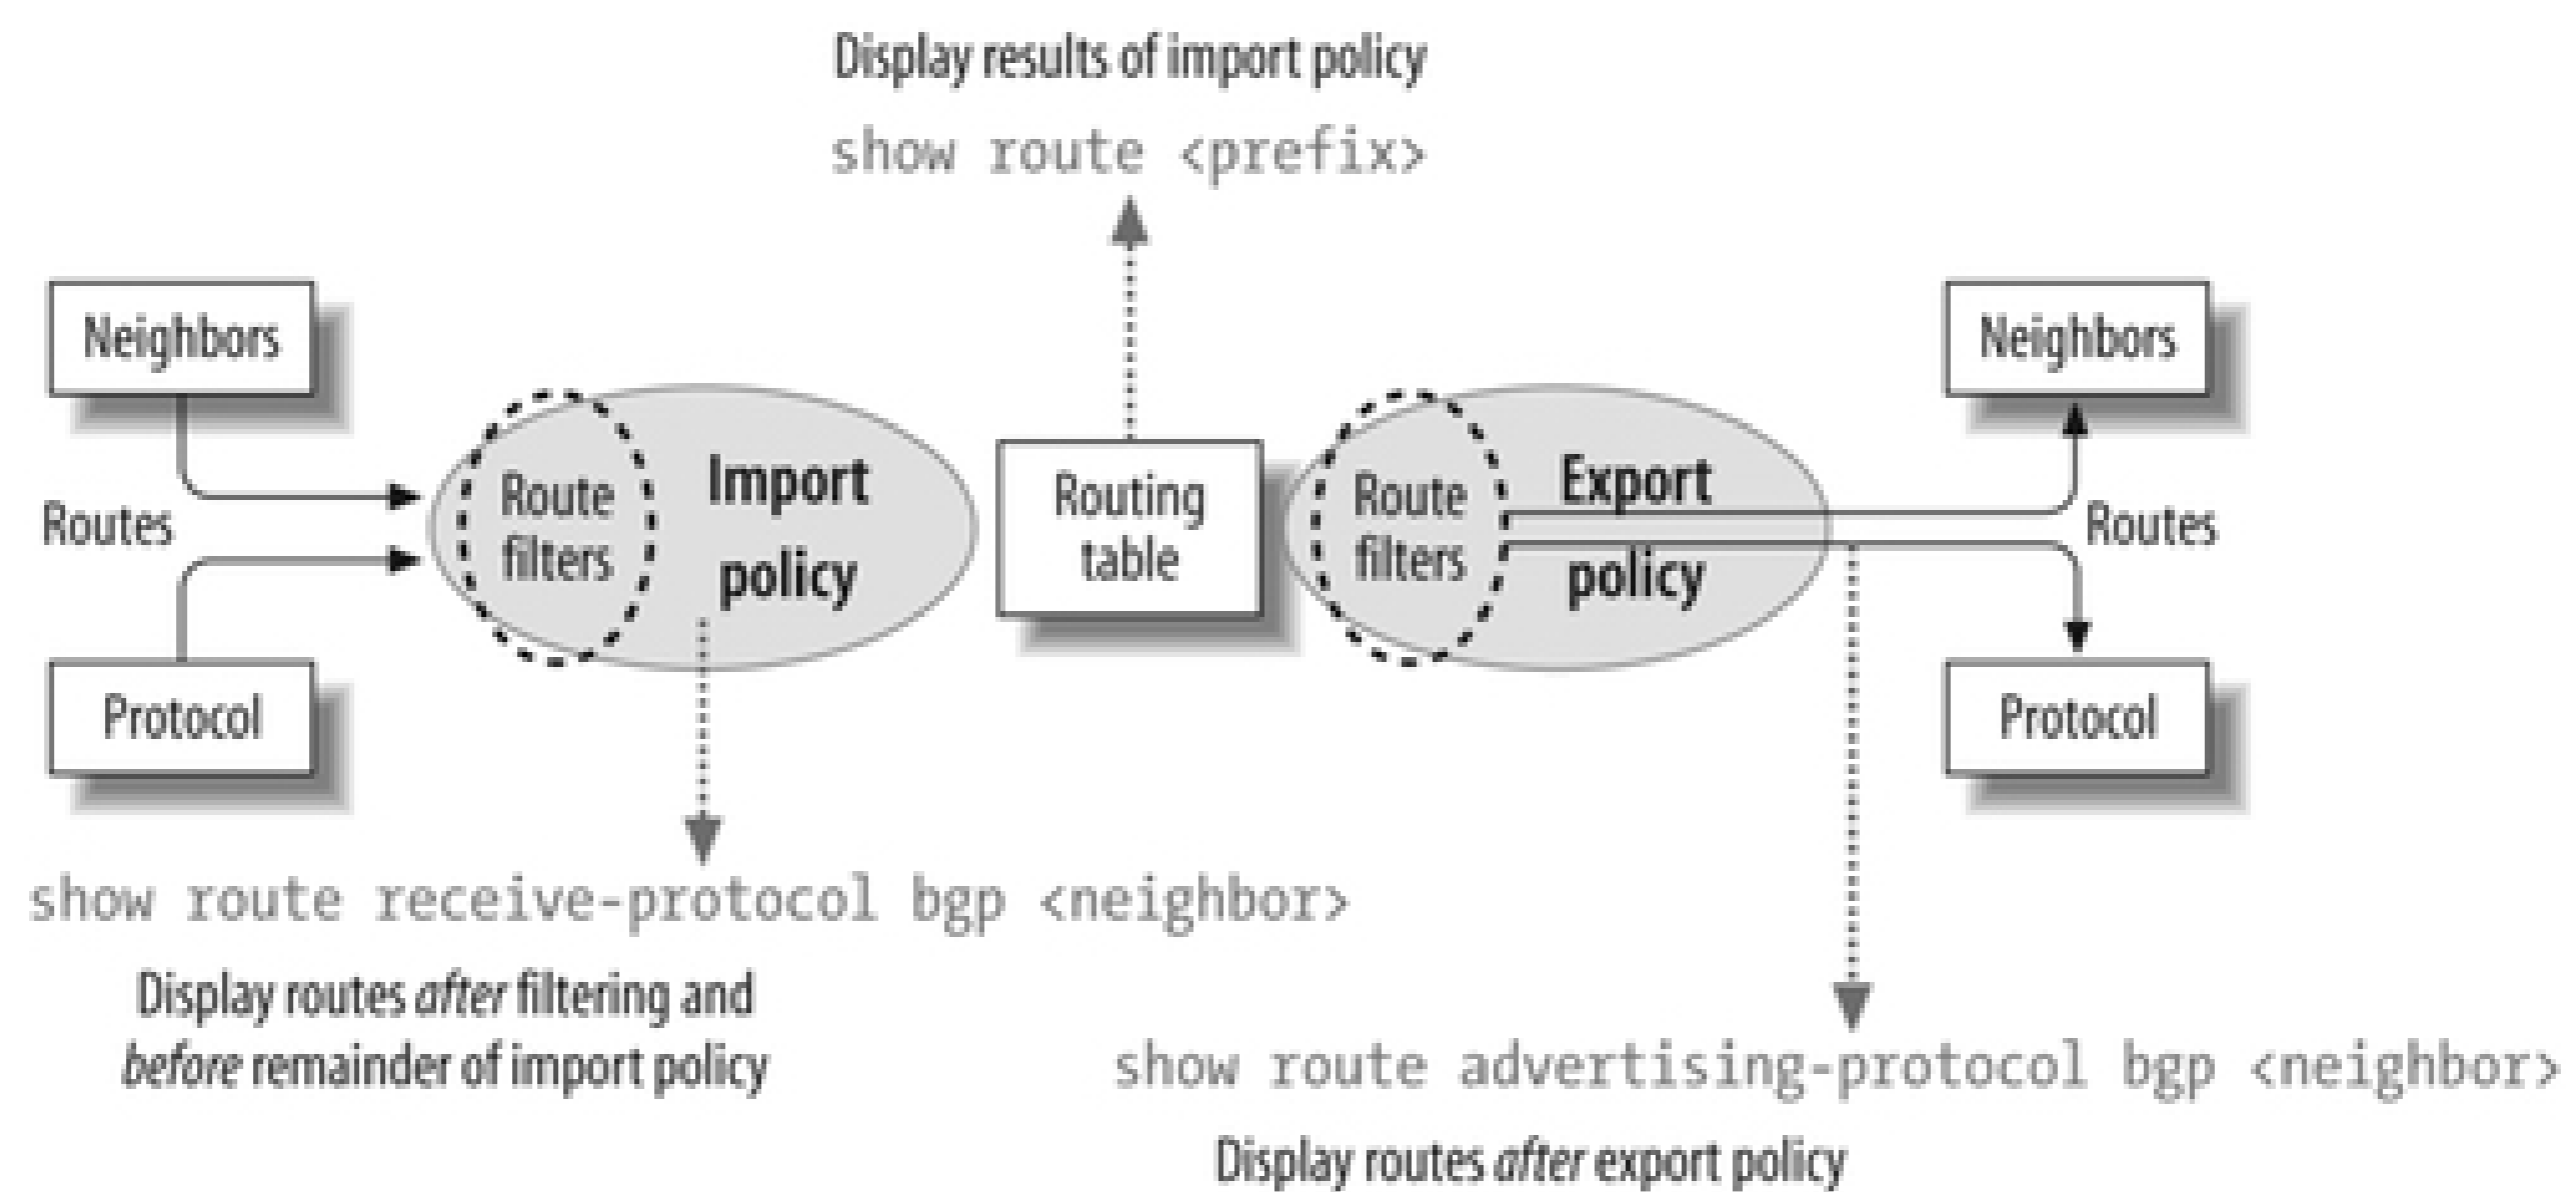 Display results of import policy
show route <prefix>
Neighbors
Routes
Protocol
Route
filters
Import
policy
Routing
table
Route
filters
Export
policy
Neighbors
Routes
Protocol
show route receive-protocol bgp <neighbor>
Display routes after filtering and
before remainder of import policy
show route advertising-protocol bgp <neighbor>
Display routes after export policy